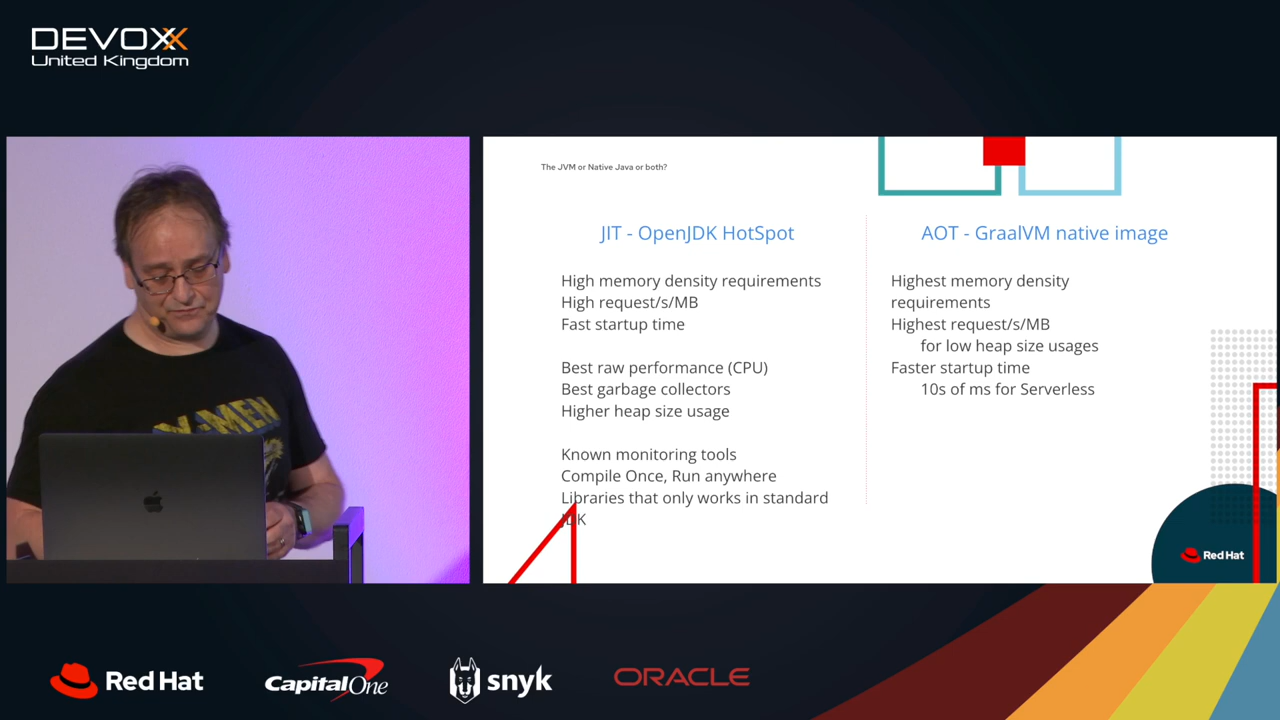 DEVOXX
United Kingdom
X-MEN
The JVM or Native Java or both?
JIT - OpenJDK HotSpot
High memory density requirements
High request/s/MB
Fast startup time
Best raw performance (CPU)
Best garbage collectors
Higher heap size usage
Known monitoring tools
Compile Once, Run anywhere
Libraries that only works in standard
JDK
AOT - GraalVM native image
Highest memory density
requirements
Highest request/s/MB
for low heap size usages
Faster startup time
10s of ms for Serverless
Red Hat
Red Hat
Capital One
snyk
ORACLE